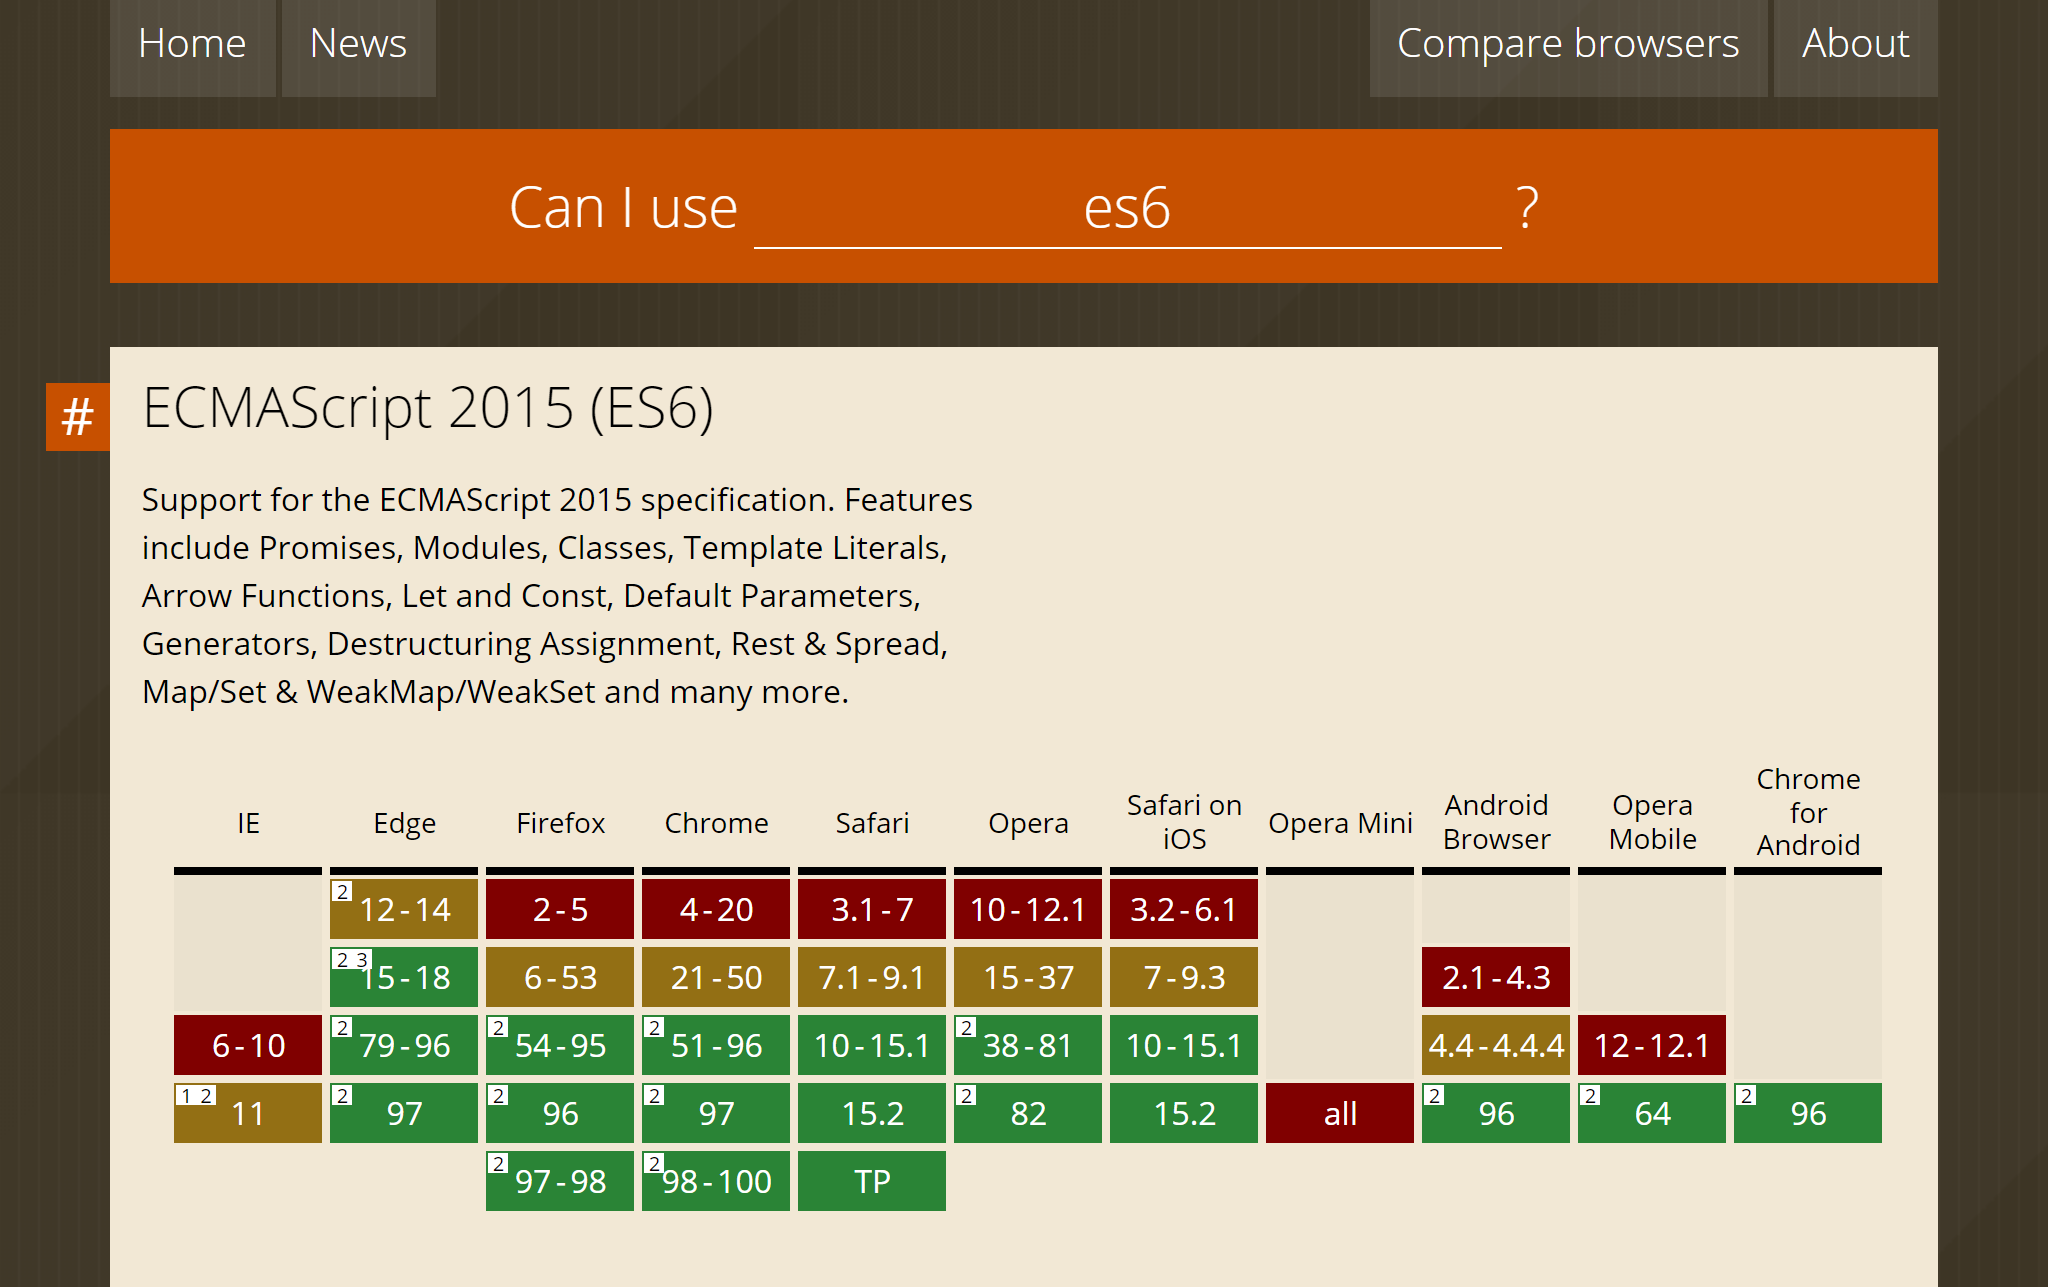 Home News Compare browsers About
Can I use es6 ?
#
ECMAScript 2015 (ES6)
Support for the ECMAScript 2015 specification. Features
include Promises, Modules, Classes, Template Literals,
Arrow Functions, Let and Const, Default Parameters,
Generators, Destructuring Assignment, Rest & Spread,
Map/Set & WeakMap/WeakSet and many more.
IE Edge Firefox Chrome Safari Opera Safari on iOS Opera Mini Android Browser Opera Mobile Chrome for Android
2 12-14 2-5 4-20 3.1-7 10-12.1 3.2-6.1
2 3 15-18 6-53 21-50 7.1-9.1 15-37 7-9.3 2.1-4.3
6-10 2 79-96 2 54-95 2 51-96 10-15.1 2 38-81 10-15.1 4.4-4.4.4 12-12.1
1 2 11 2 97 2 96 2 97 15.2 2 82 15.2 all 2 96 2 64 2 96
2 97-98 2 98-100 TP